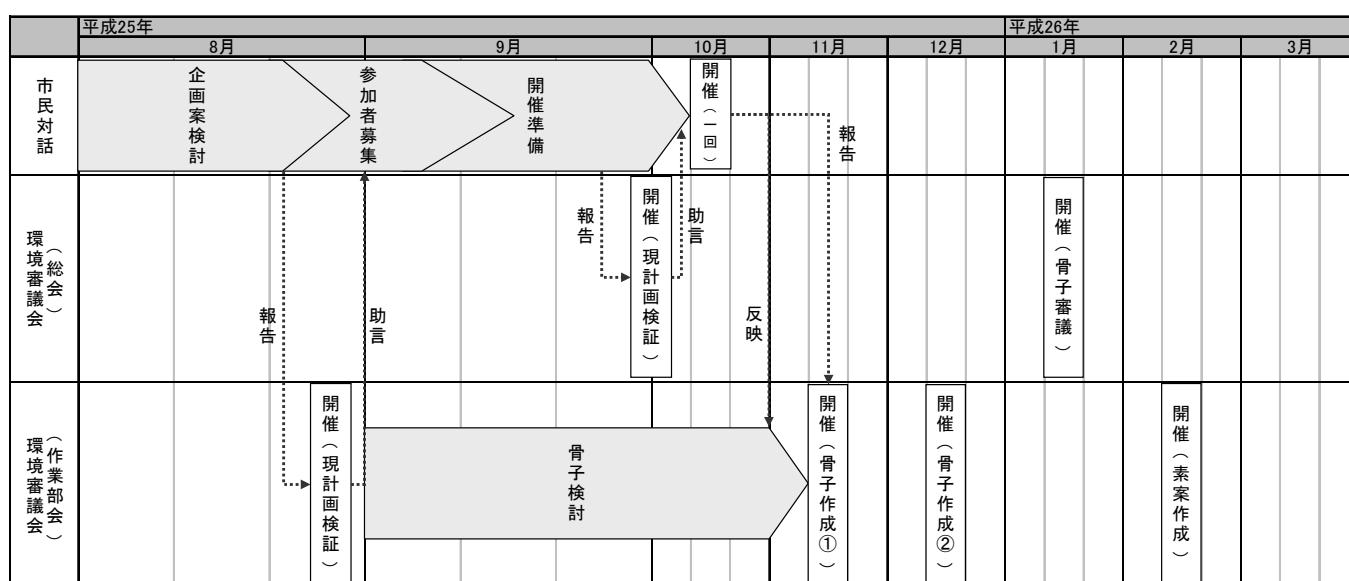 平成25年
平成26年
8月
9月
10月
11月
12月
1月
2月
3月
市民対話
企画案検討
参加者募集
開催準備
開催（一回）
報告
環境審議会
（総会）
報告
助言
報告
開催（現計画検証）
助言
反映
開催（骨子審議）
環境審議会
（作業部会）
開催（現計画検証）
骨子検討
開催（骨子作成①）
開催（骨子作成②）
開催（素案作成）